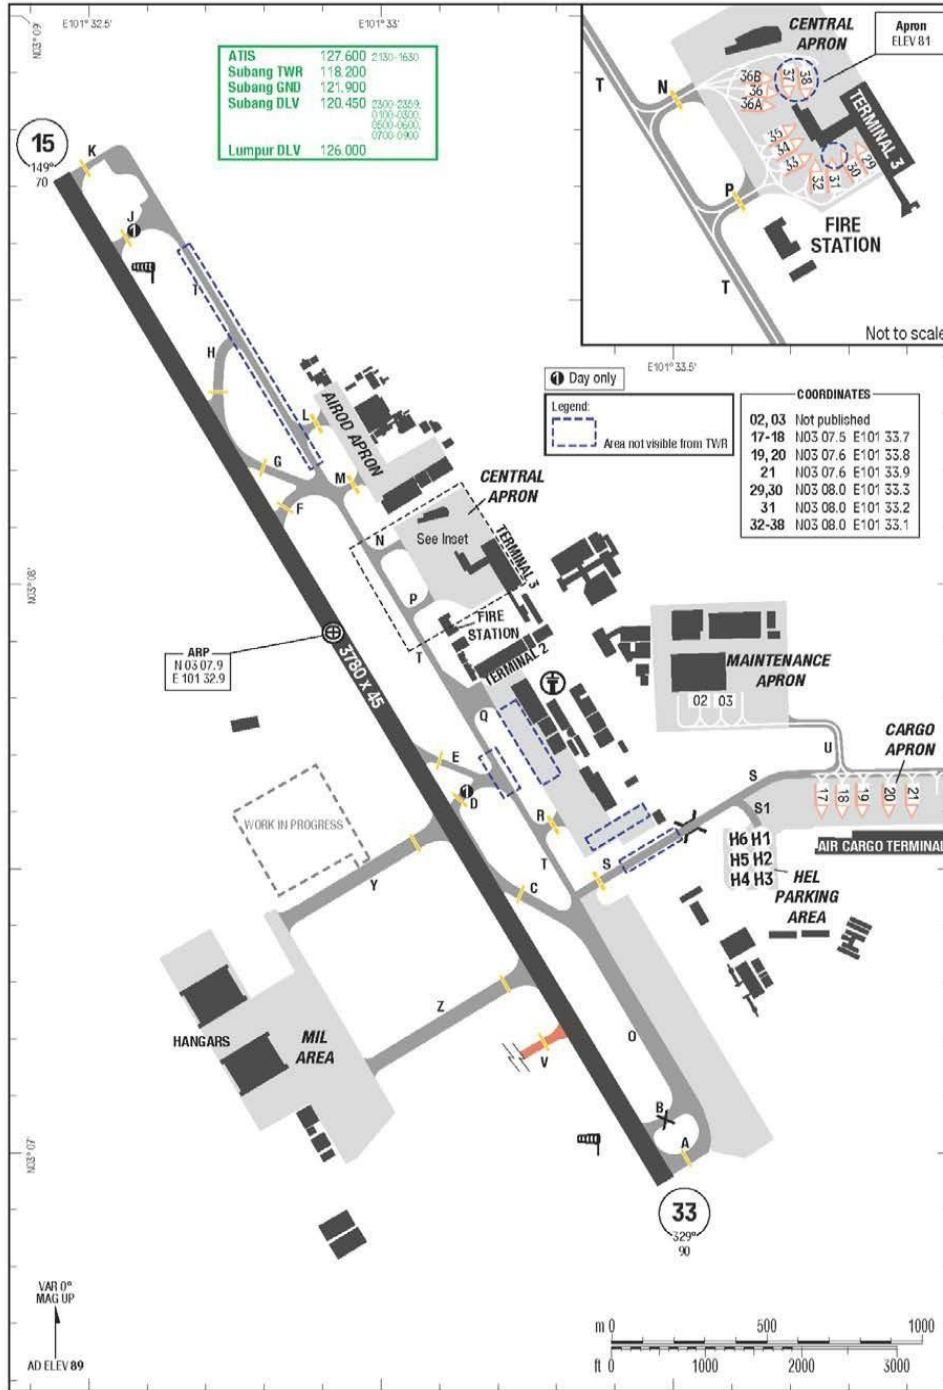 E101° 32.5'
E101° 33'
N03° 09'
ATIS 127.600 2130-1630
Subang TWR 118.200
Subang GND 121.900
Subang DLV 120.450 2300-2359,
0100-0300,
0500-0600,
0700-0900
Lumpur DLV 126.000
CENTRAL
APRON
Apron
ELEV 81
T
N
36B
36
36A
37
38
35
34
33
32
31
30
29
TERMINAL 3
P
FIRE
STATION
T
Not to scale
15
149°
70
K
J
1
T
H
L
AIROD APRON
G
M
F
E101° 33.5'
1 Day only
Legend:
Area not visible from TWR
COORDINATES
02, 03 Not published
17-18 N03 07.5 E101 33.7
19, 20 N03 07.6 E101 33.8
21 N03 07.6 E101 33.9
29,30 N03 08.0 E101 33.3
31 N03 08.0 E101 33.2
32-38 N03 08.0 E101 33.1
CENTRAL
APRON
N
See Inset
TERMINAL 3
N03° 08'
P
FIRE
STATION
T
TERMINAL 2
ARP
N 03 07.9
E 101 32.9
3780 X 45
MAINTENANCE
APRON
02 03
Q
U
CARGO
APRON
E
S
1
D
S1
17
18
19
20
21
R
WORK IN PROGRESS
T
S
H6 H1
H5 H2
H4 H3
AIR CARGO TERMINAL
HEL
PARKING
AREA
Y
C
Z
HANGARS
MIL
AREA
V
O
B
A
N03° 07'
33
329°
90
VAR 0°
MAG UP
AD ELEV 89
m 0 500 1000
ft 0 1000 2000 3000